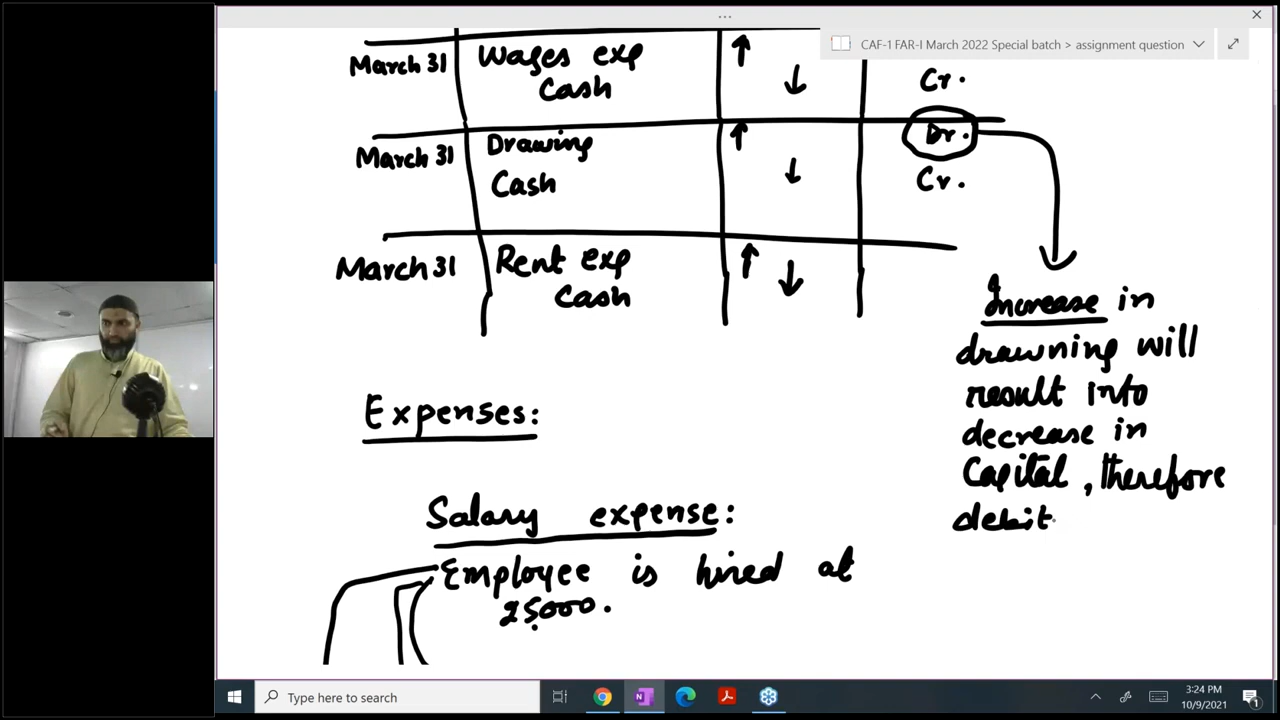 CAF-1 FAR-I March 2022 Special batch > assignment question
March 31 Wages exp
Cash Cr.
March 31 Drawing Dr.
Cash Cr.
March 31 Rent exp
Cash
Increase in
drawning will
result into
decrease in
Capital, therefore
debit
Expenses:
Salary expense:
Employee is hired at
25000.
Type here to search
3:24 PM
10/9/2021
1